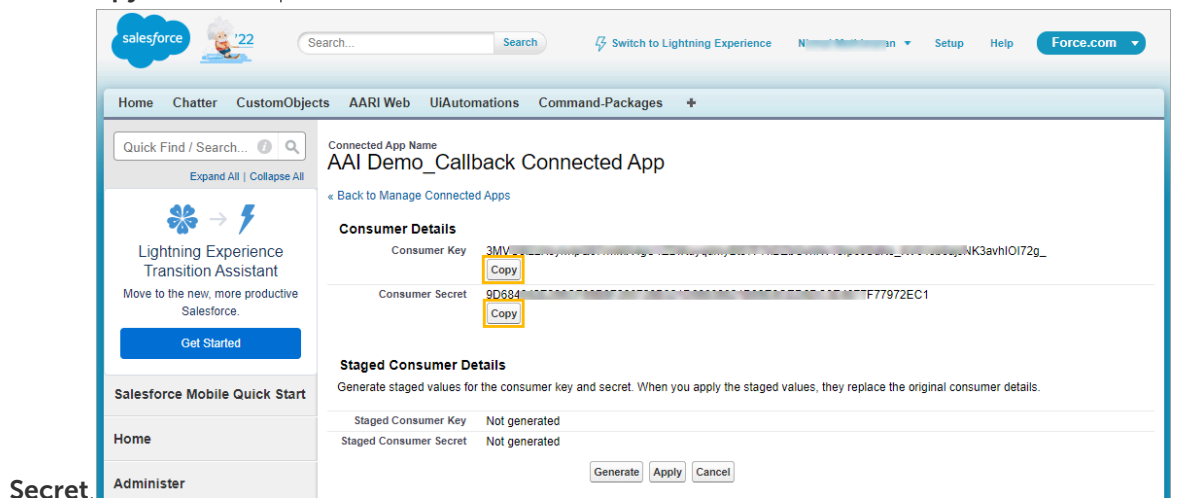 salesforce
'22
Search...
Search
Switch to Lightning Experience
Setup
Help
Force.com
Home Chatter CustomObjects AARI Web UiAutomations Command-Packages +
Quick Find / Search...
Expand All | Collapse All
Lightning Experience
Transition Assistant
Move to the new, more productive
Salesforce.
Get Started
Salesforce Mobile Quick Start
Home
Administer
Connected App Name
AAI Demo_Callback Connected App
« Back to Manage Connected Apps
Consumer Details
Consumer Key 3MV NK3avhIOI72g_
Copy
Consumer Secret 9D684 F77972EC1
Copy
Staged Consumer Details
Generate staged values for the consumer key and secret. When you apply the staged values, they replace the original consumer details.
Staged Consumer Key Not generated
Staged Consumer Secret Not generated
Generate Apply Cancel
Secret.